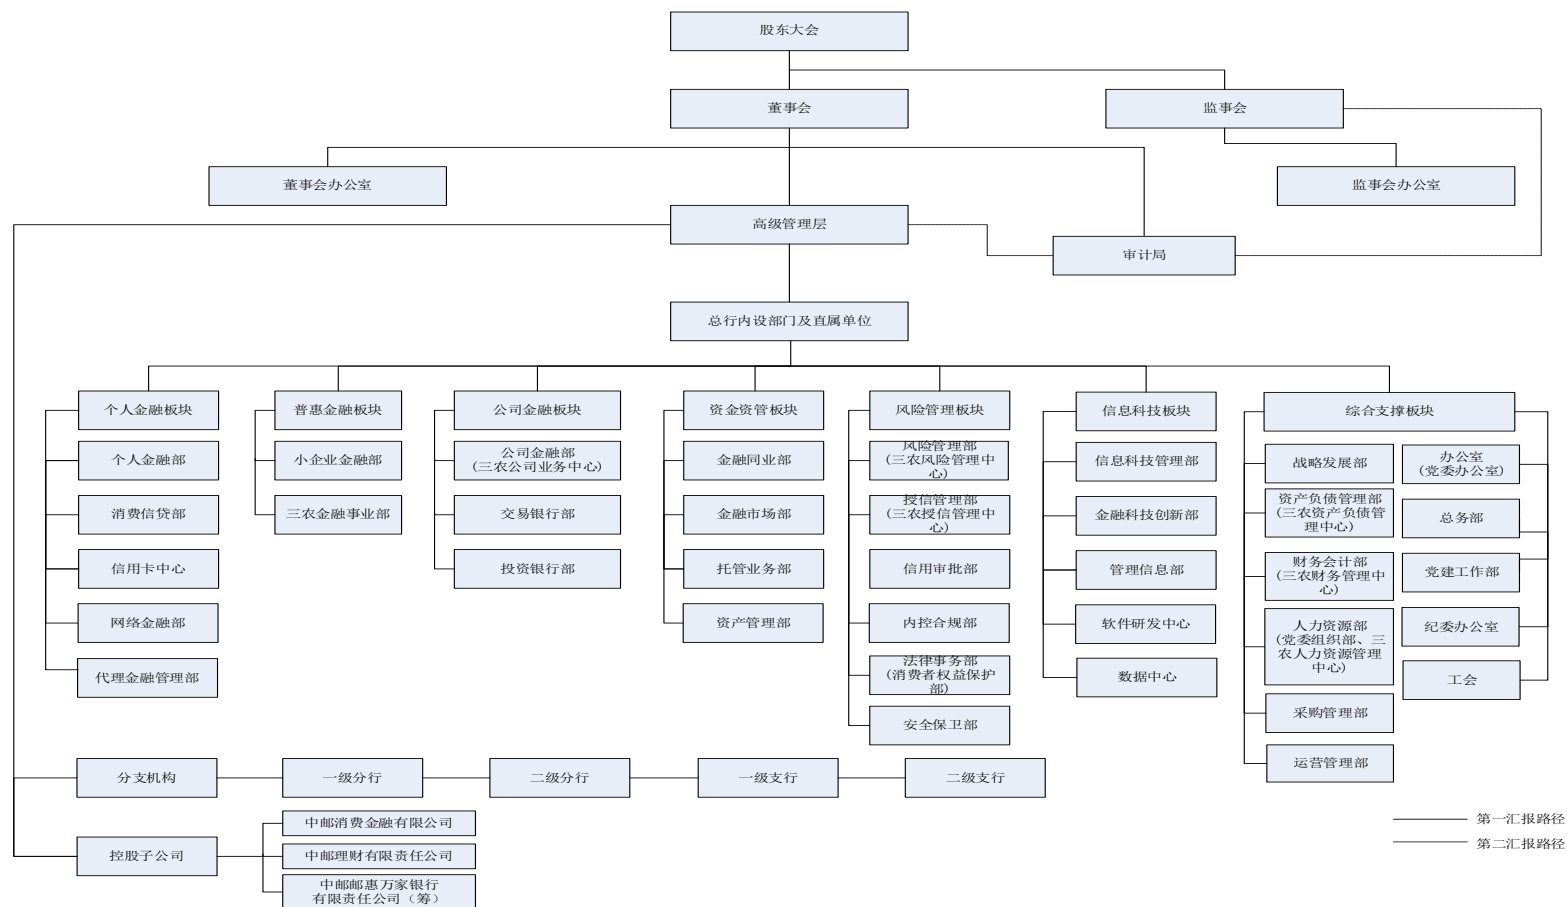 股东大会
董事会
监事会
董事会办公室
监事会办公室
高级管理层
审计局
总行内设部门及直属单位
个人金融板块
个人金融部
消费信贷部
信用卡中心
网络金融部
代理金融管理部
普惠金融板块
小企业金融部
三农金融事业部
公司金融板块
公司金融部
(三农公司业务中心)
交易银行部
投资银行部
资金资管板块
金融同业部
金融市场部
托管业务部
资产管理部
风险管理板块
风险管理部
(三农风险管理中
心)
授信管理部
(三农授信管理中
心)
信用审批部
内控合规部
法律事务部
(消费者权益保护
部)
安全保卫部
信息科技板块
信息科技管理部
金融科技创新部
管理信息部
软件研发中心
数据中心
综合支撑板块
战略发展部
资产负债管理部
(三农资产负债管
理中心)
财务会计部
(三农财务管理中
心)
人力资源部
(党委组织部、三
农人力资源管理
中心)
采购管理部
运营管理部
办公室
(党委办公室)
总务部
党建工作部
纪委办公室
工会
分支机构
一级分行
二级分行
一级支行
二级支行
控股子公司
中邮消费金融有限公司
中邮理财有限责任公司
中邮邮惠万家银行
有限责任公司（筹）
第一汇报路径
第二汇报路径